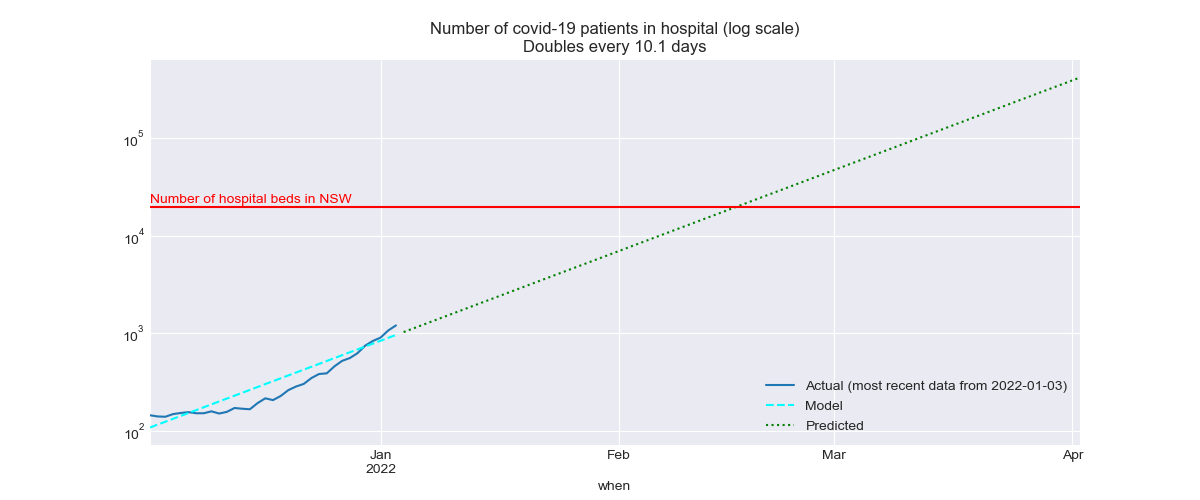 Number of covid-19 patients in hospital (log scale)
Doubles every 10.1 days
10^5
Number of hospital beds in NSW
10^4
10^3
10^2
Actual (most recent data from 2022-01-03)
Model
Predicted
Jan
2022
Feb
Mar
Apr
when